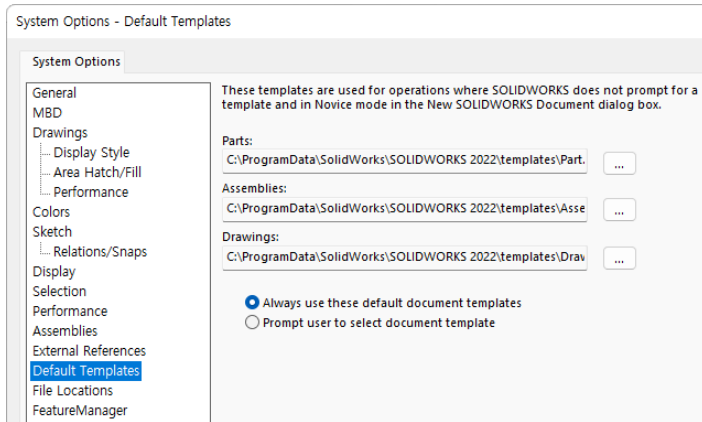 System Options - Default Templates
System Options
General
MBD
Drawings
Display Style
Area Hatch/Fill
Performance
Colors
Sketch
Relations/Snaps
Display
Selection
Performance
Assemblies
External References
Default Templates
File Locations
FeatureManager
These templates are used for operations where SOLIDWORKS does not prompt for a
template and in Novice mode in the New SOLIDWORKS Document dialog box.
Parts:
C:\ProgramData\SolidWorks\SOLIDWORKS 2022\templates\Part.
...
Assemblies:
C:\ProgramData\SolidWorks\SOLIDWORKS 2022\templates\Asse
...
Drawings:
C:\ProgramData\SolidWorks\SOLIDWORKS 2022\templates\Draw
...
Always use these default document templates
Prompt user to select document template